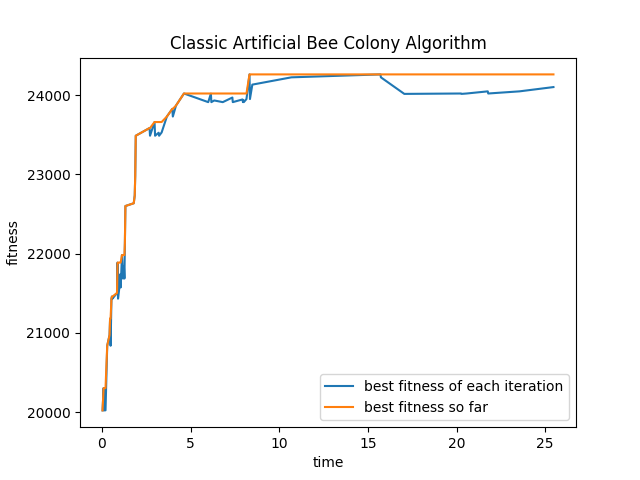 Classic Artificial Bee Colony Algorithm
fitness
24000
23000
22000
21000
20000
0
5
10
15
20
25
time
best fitness of each iteration
best fitness so far